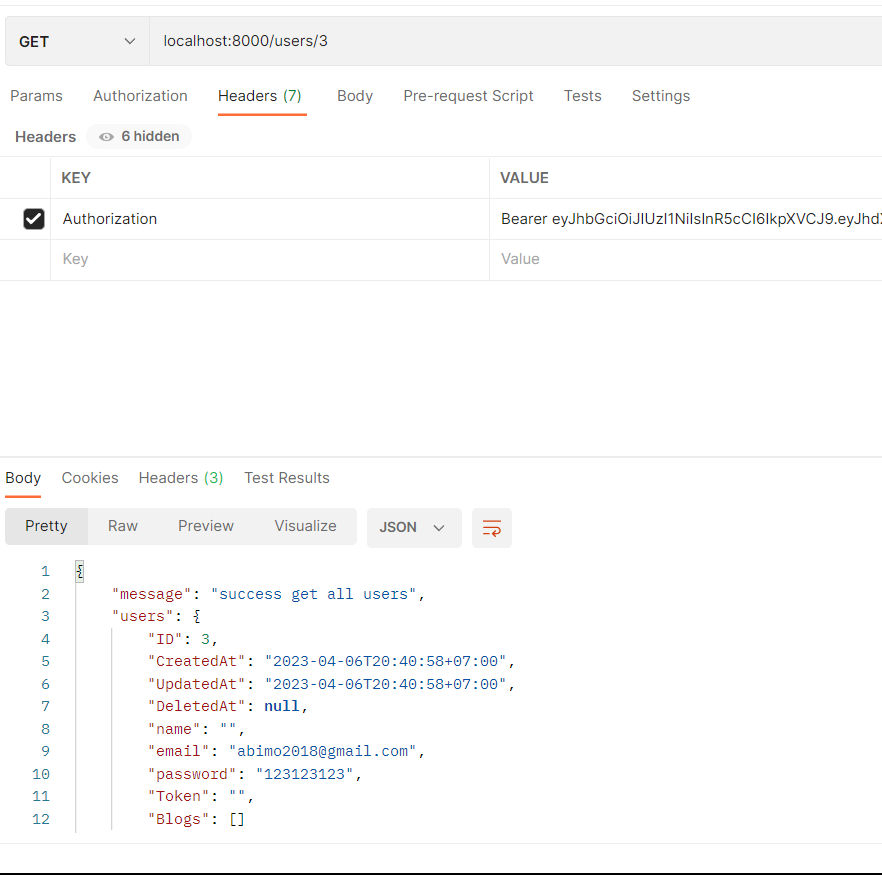 GET localhost:8000/users/3
Params Authorization Headers (7) Body Pre-request Script Tests Settings
Headers 6 hidden
KEY VALUE
Authorization Bearer eyJhbGciOiJIUzI1NiIsInR5cCI6IkpXVCJ9.eyJhd
Key Value
Body Cookies Headers (3) Test Results
Pretty Raw Preview Visualize JSON
1 {
2 "message": "success get all users",
3 "users": {
4 "ID": 3,
5 "CreatedAt": "2023-04-06T20:40:58+07:00",
6 "UpdatedAt": "2023-04-06T20:40:58+07:00",
7 "DeletedAt": null,
8 "name": "",
9 "email": "abimo2018@gmail.com",
10 "password": "123123123",
11 "Token": "",
12 "Blogs": []